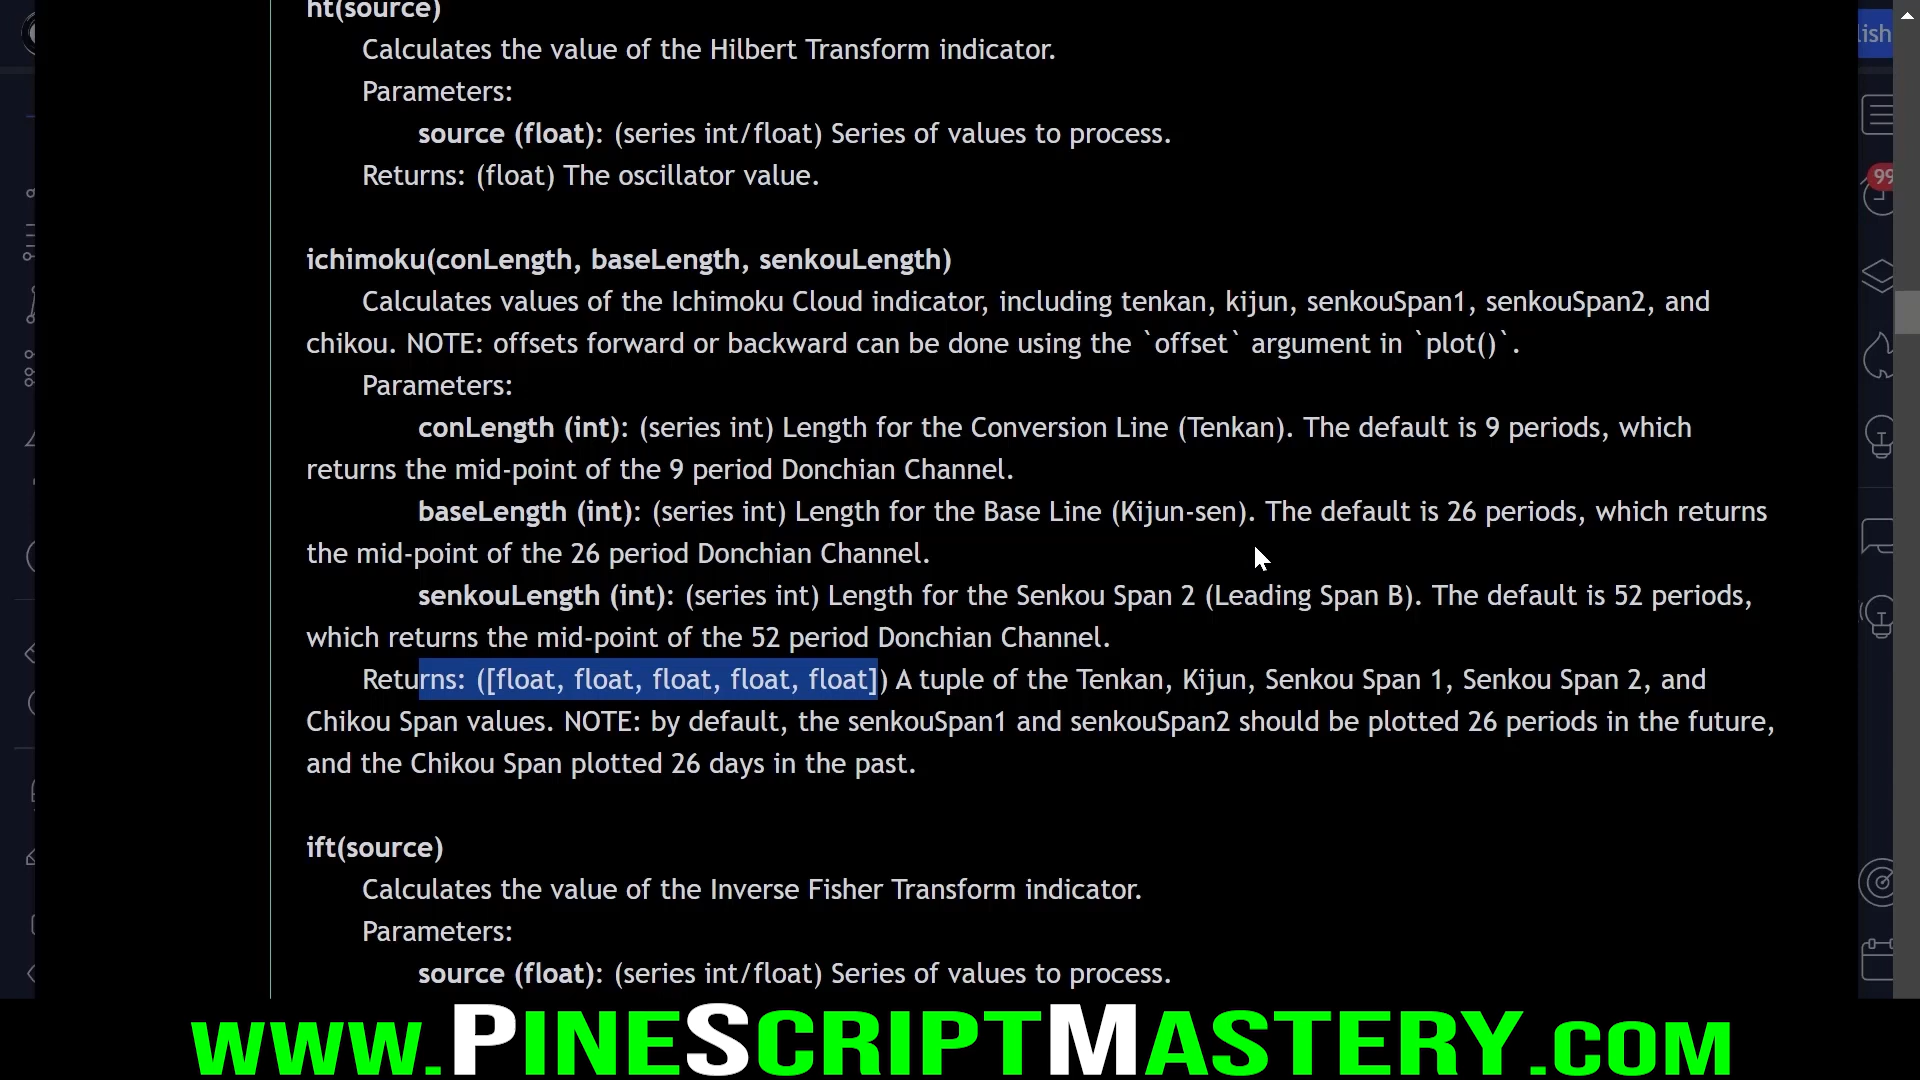 ht(source)
Calculates the value of the Hilbert Transform indicator.
Parameters:
source (float): (series int/float) Series of values to process.
Returns: (float) The oscillator value.
ichimoku(conLength, baseLength, senkouLength)
Calculates values of the Ichimoku Cloud indicator, including tenkan, kijun, senkouSpan1, senkouSpan2, and
chikou. NOTE: offsets forward or backward can be done using the `offset` argument in `plot()`.
Parameters:
conLength (int): (series int) Length for the Conversion Line (Tenkan). The default is 9 periods, which
returns the mid-point of the 9 period Donchian Channel.
baseLength (int): (series int) Length for the Base Line (Kijun-sen). The default is 26 periods, which returns
the mid-point of the 26 period Donchian Channel.
senkouLength (int): (series int) Length for the Senkou Span 2 (Leading Span B). The default is 52 periods,
which returns the mid-point of the 52 period Donchian Channel.
Returns: ([float, float, float, float, float]) A tuple of the Tenkan, Kijun, Senkou Span 1, Senkou Span 2, and
Chikou Span values. NOTE: by default, the senkouSpan1 and senkouSpan2 should be plotted 26 periods in the future,
and the Chikou Span plotted 26 days in the past.
ift(source)
Calculates the value of the Inverse Fisher Transform indicator.
Parameters:
source (float): (series int/float) Series of values to process.
lish
99
www.PineScriptMastery.com